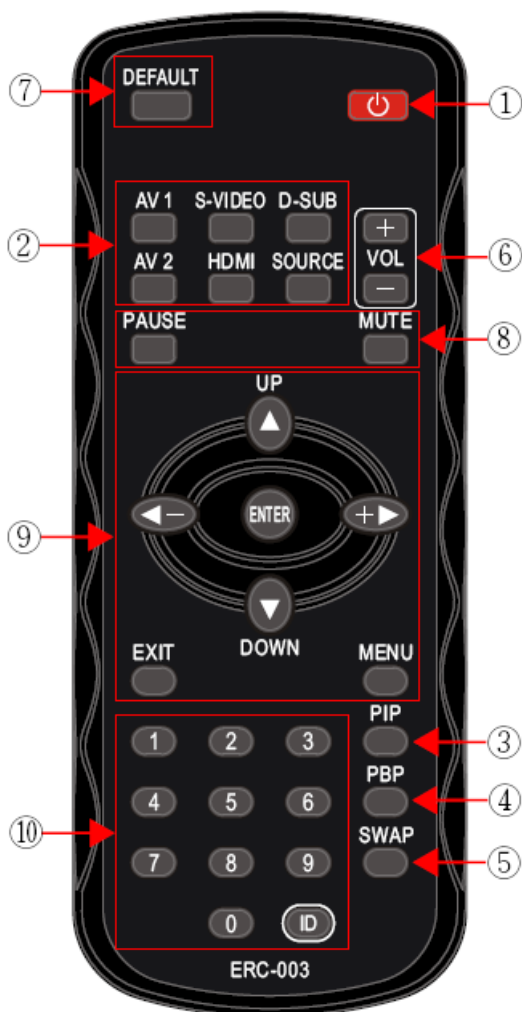 ⑦ DEFAULT ①
AV 1 S-VIDEO D-SUB
② + ⑥
AV 2 HDMI SOURCE VOL
−
PAUSE MUTE ⑧
UP
⑨ − ENTER +
DOWN
EXIT MENU
PIP
1 2 3 ③
PBP
4 5 6 ④
⑩ SWAP
7 8 9 ⑤
0 ID
ERC-003